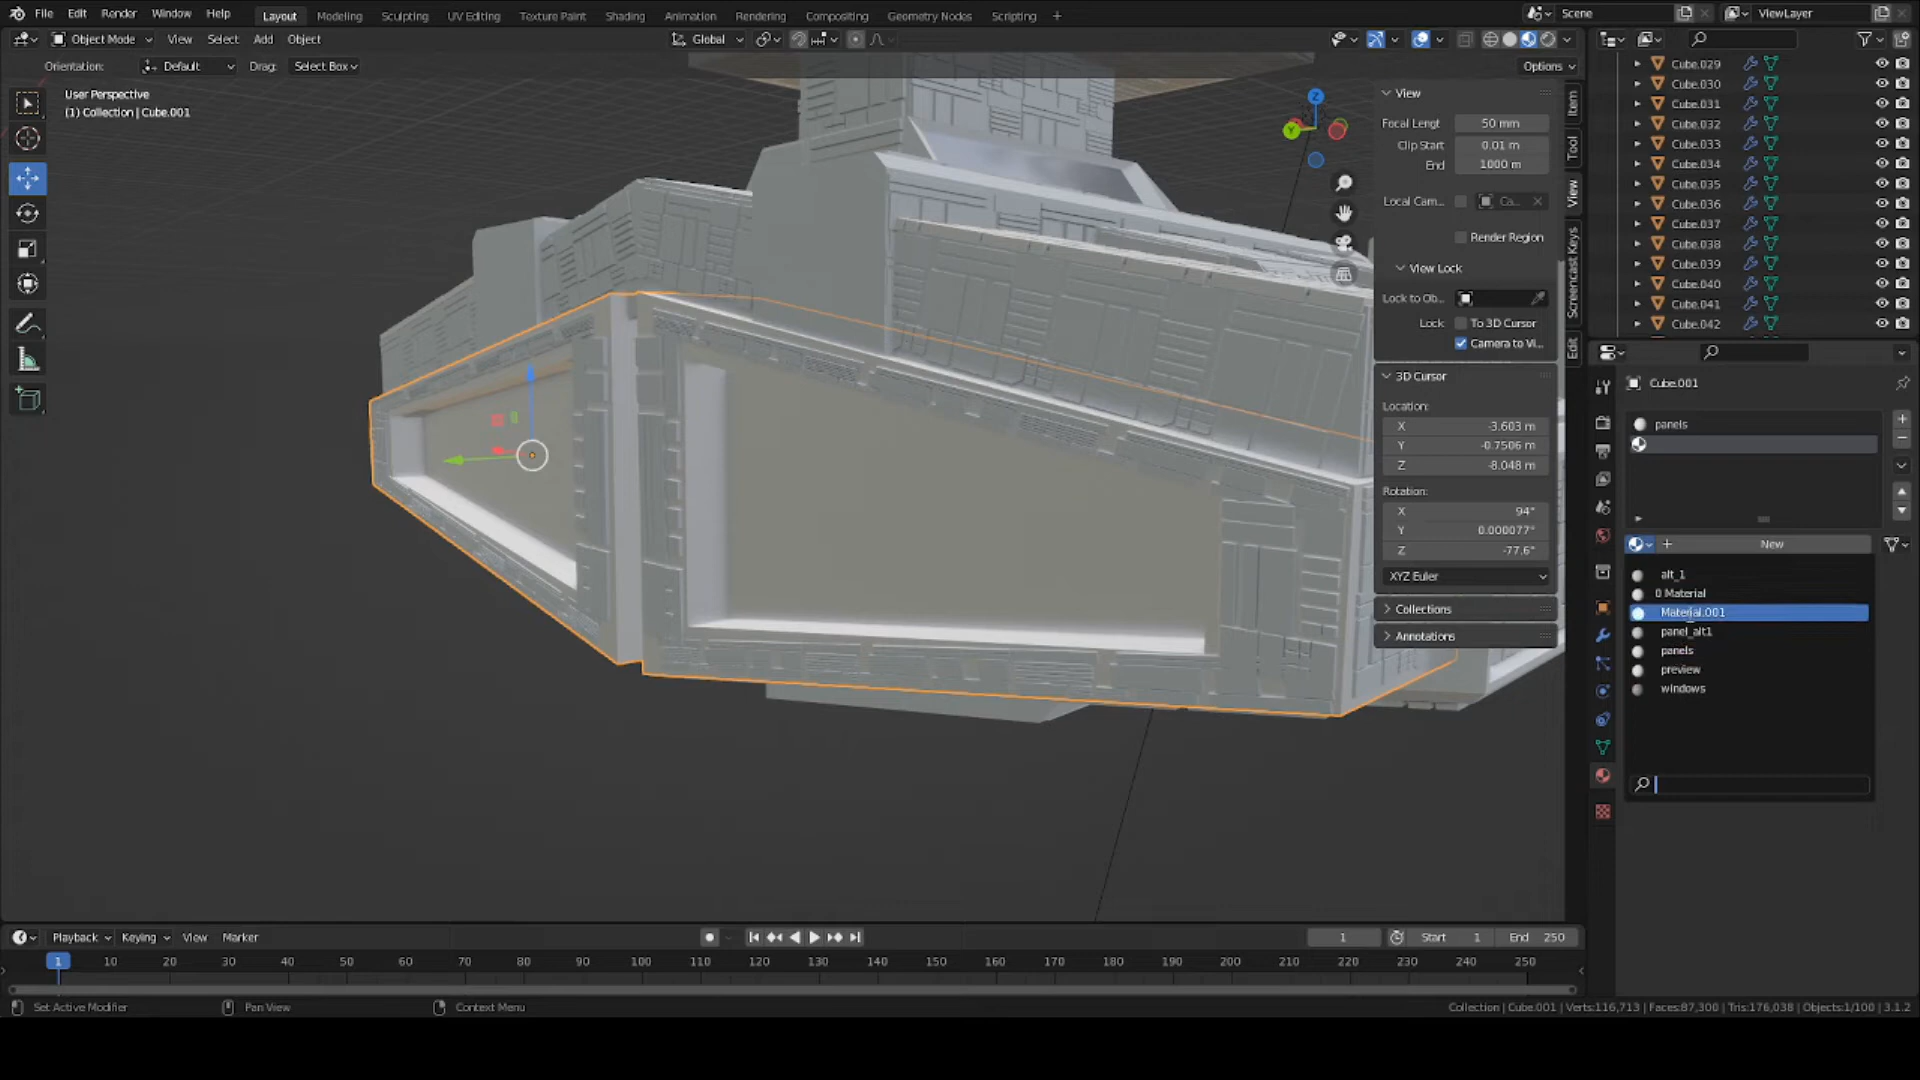 File Edit Render Window Help Layout Modeling Sculpting UV Editing Texture Paint Shading Animation Rendering Compositing Geometry Nodes Scripting + Scene ViewLayer
Object Mode View Select Add Object Global
Orientation: Default Drag: Select Box Options
User Perspective
(1) Collection | Cube.001
View
Focal Lengt 50 mm
Clip Start 0.01 m
End 1000 m
Local Cam... Ca...
Render Region
View Lock
Lock to Ob...
Lock: To 3D Cursor
Camera to Vi...
3D Cursor
Location:
X -3.603 m
Y -0.7506 m
Z -8.048 m
Rotation:
X 94°
Y 0.000077°
Z -77.6°
XYZ Euler
Collections
Annotations
Item
Tool
View
Screencast Keys
Edit
Z
Y
Cube.029
Cube.030
Cube.031
Cube.032
Cube.033
Cube.034
Cube.035
Cube.036
Cube.037
Cube.038
Cube.039
Cube.040
Cube.041
Cube.042
Cube.001
panels
New
alt_1
0 Material
Material.001
panel_alt1
panels
preview
windows
Playback Keying View Marker 1 Start 1 End 250
1 10 20 30 40 50 60 70 80 90 100 110 120 130 140 150 160 170 180 190 200 210 220 230 240 250
Set Active Modifier Pan View Context Menu Collection | Cube.001 | Verts:116,713 | Faces:87,300 | Tris:176,038 | Objects:1/100 | 3.1.2